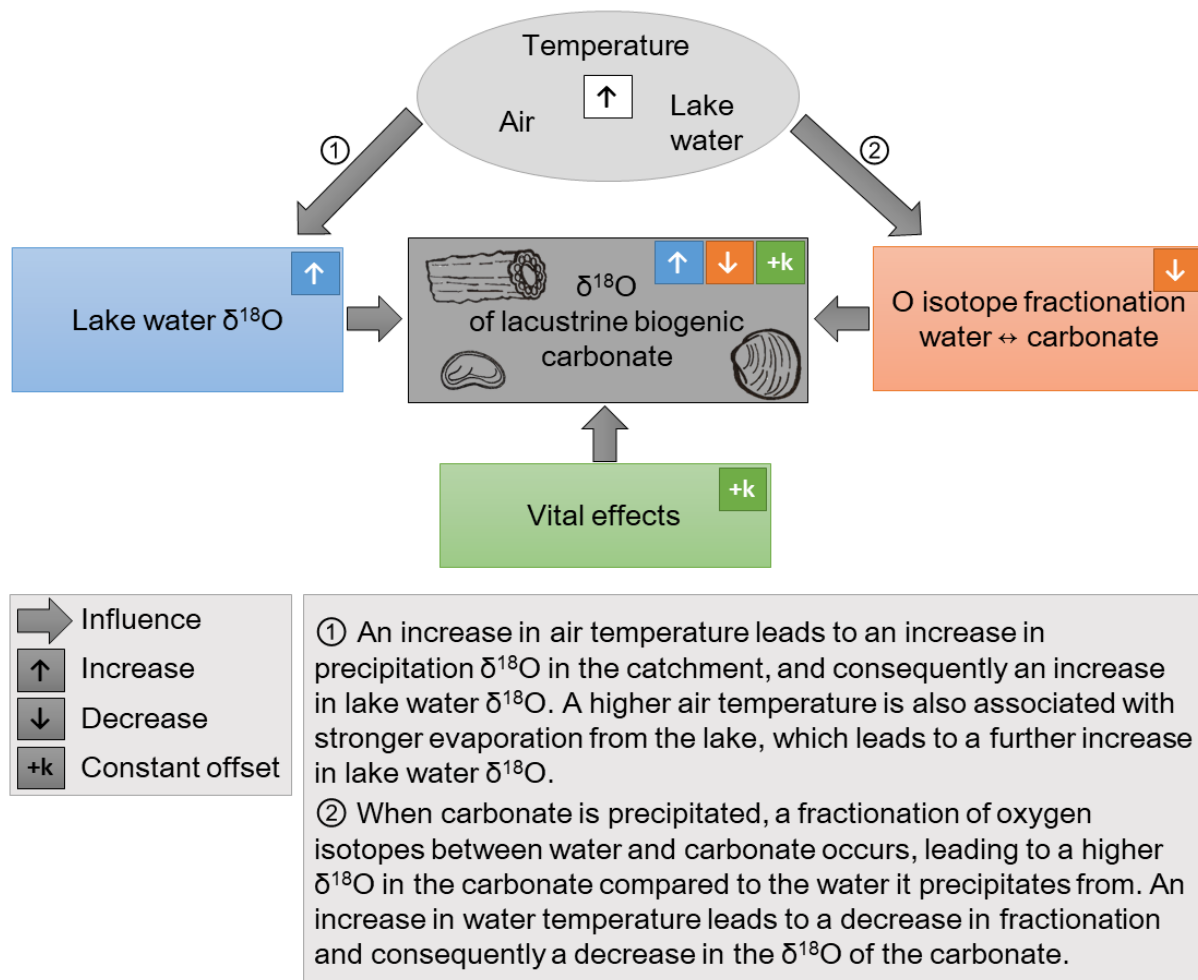 Temperature
↑
Air
Lake
water
①
②
↑
Lake water δ¹⁸O
↑ ↓ +k
δ¹⁸O
of lacustrine biogenic
carbonate
↓
O isotope fractionation
water ↔ carbonate
+k
Vital effects
Influence
↑ Increase
↓ Decrease
+k Constant offset
① An increase in air temperature leads to an increase in
precipitation δ¹⁸O in the catchment, and consequently an increase
in lake water δ¹⁸O. A higher air temperature is also associated with
stronger evaporation from the lake, which leads to a further increase
in lake water δ¹⁸O.
② When carbonate is precipitated, a fractionation of oxygen
isotopes between water and carbonate occurs, leading to a higher
δ¹⁸O in the carbonate compared to the water it precipitates from. An
increase in water temperature leads to a decrease in fractionation
and consequently a decrease in the δ¹⁸O of the carbonate.